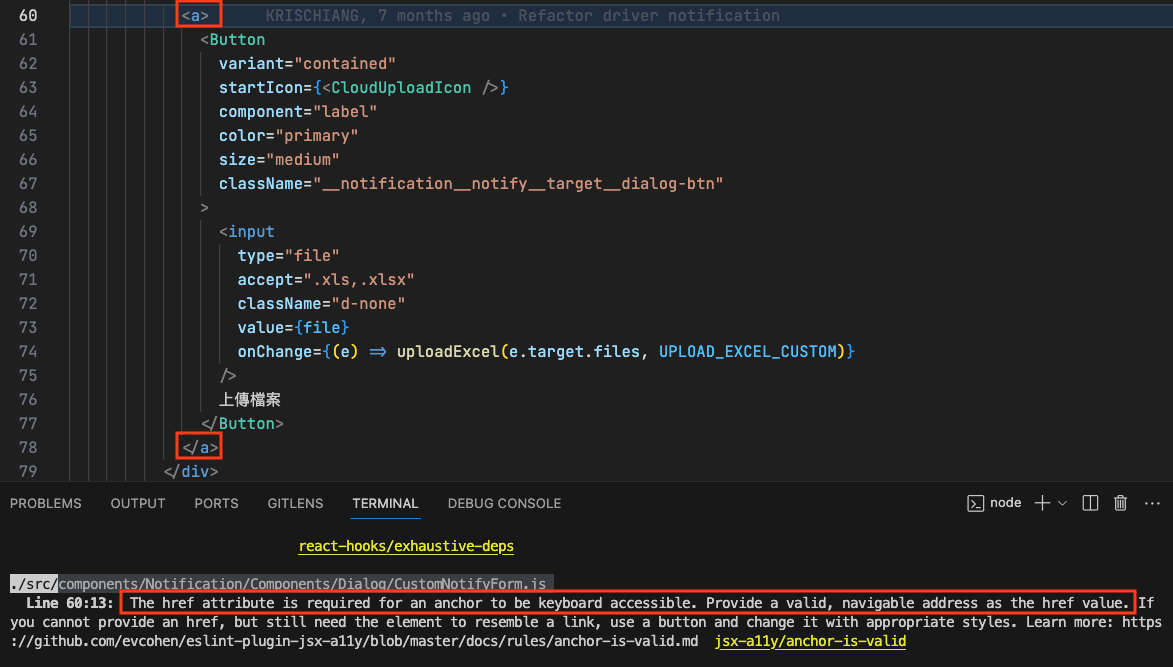 60 <a> KRISCHIANG, 7 months ago • Refactor driver notification
61 <Button
62 variant="contained"
63 startIcon={<CloudUploadIcon />}
64 component="label"
65 color="primary"
66 size="medium"
67 className="__notification__notify__target__dialog-btn"
68 >
69 <input
70 type="file"
71 accept=".xls,.xlsx"
72 className="d-none"
73 value={file}
74 onChange={(e) => uploadExcel(e.target.files, UPLOAD_EXCEL_CUSTOM)}
75 />
76 上傳檔案
77 </Button>
78 </a>
79 </div>
PROBLEMS OUTPUT PORTS GITLENS TERMINAL DEBUG CONSOLE node
react-hooks/exhaustive-deps
./src/components/Notification/Components/Dialog/CustomNotifyForm.js
Line 60:13: The href attribute is required for an anchor to be keyboard accessible. Provide a valid, navigable address as the href value. If
you cannot provide an href, but still need the element to resemble a link, use a button and change it with appropriate styles. Learn more: https
://github.com/evcohen/eslint-plugin-jsx-a11y/blob/master/docs/rules/anchor-is-valid.md jsx-a11y/anchor-is-valid